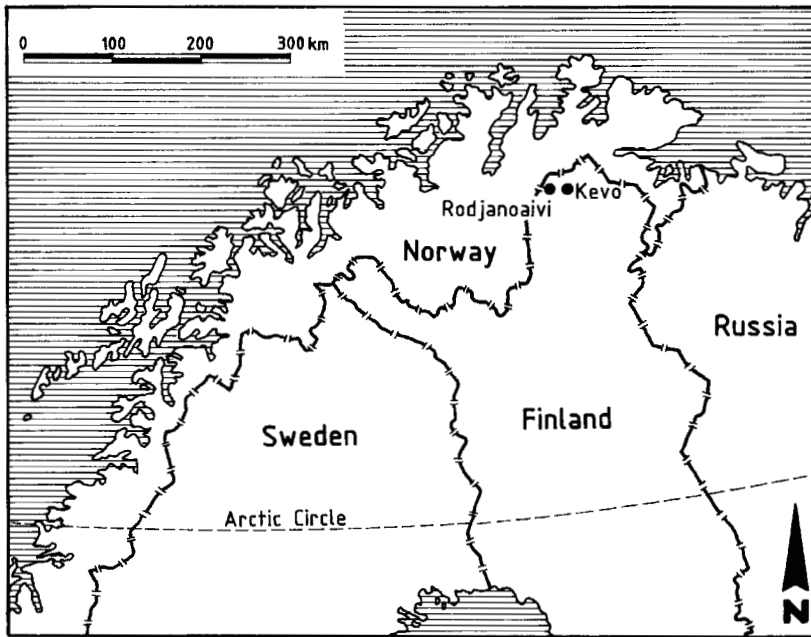 0 100 200 300 km
Kevo
Rodjanoaivi
Norway
Russia
Finland
Sweden
Arctic Circle
N